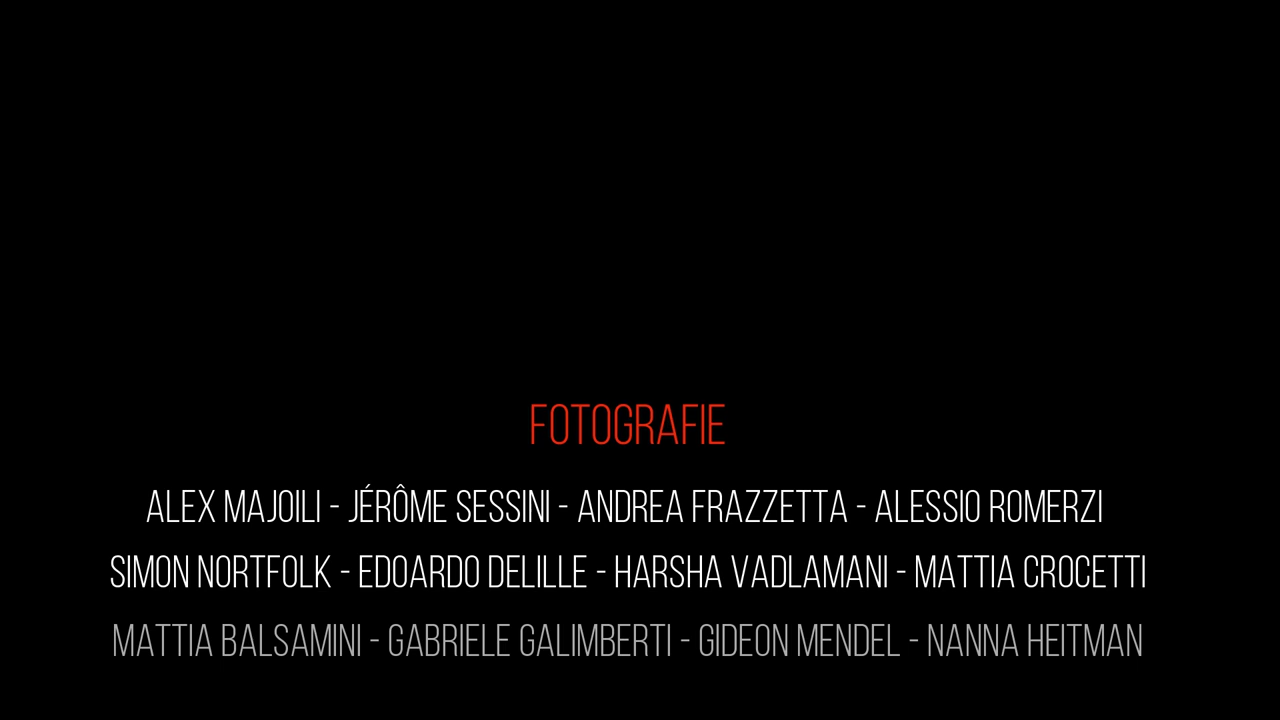 FOTOGRAFIE
ALEX MAJOILI - JÉRÔME SESSINI - ANDREA FRAZZETTA - ALESSIO ROMERZI
SIMON NORTFOLK - EDOARDO DELILLE - HARSHA VADLAMANI - MATTIA CROCETTI
MATTIA BALSAMINI - GABRIELE GALIMBERTI - GIDEON MENDEL - NANNA HEITMAN